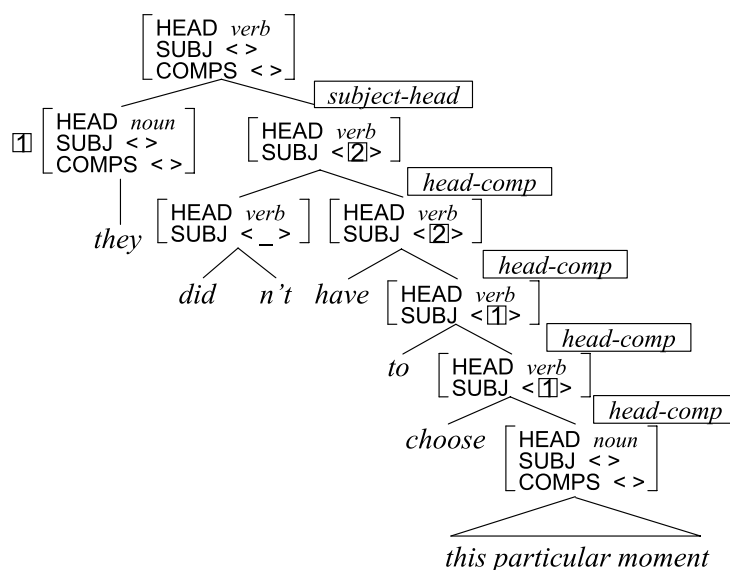 HEAD verb
SUBJ < >
COMPS < >
subject-head
1 HEAD noun
SUBJ < >
COMPS < >
HEAD verb
SUBJ < 2 >
head-comp
they
HEAD verb
SUBJ < _ >
HEAD verb
SUBJ < 2 >
head-comp
did n't have
HEAD verb
SUBJ < 1 >
head-comp
to
HEAD verb
SUBJ < 1 >
head-comp
choose
HEAD noun
SUBJ < >
COMPS < >
this particular moment